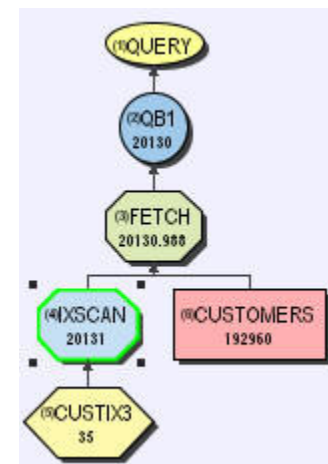 (1)QUERY
(2)QB1
20130
(3)FETCH
20130.988
(4)IXSCAN
20131
(6)CUSTOMERS
192960
(5)CUSTIX3
35